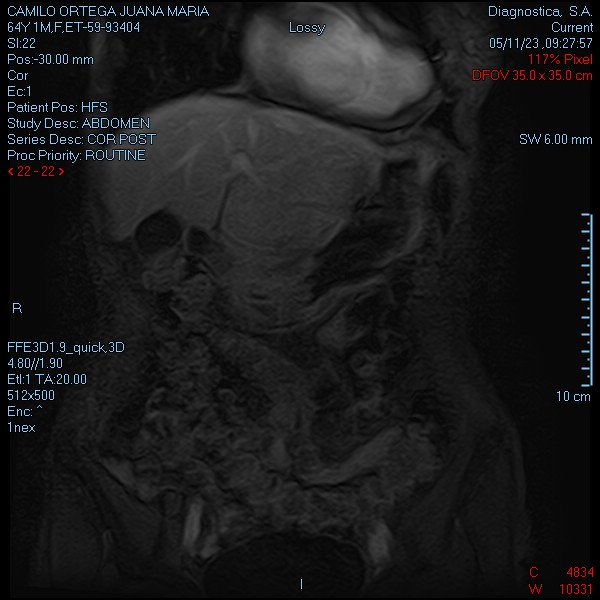 CAMILO ORTEGA JUANA MARIA
64Y 1M,F,ET-59-93404
Sl:22
Pos:-30.00 mm
Cor
Ec:1
Patient Pos: HFS
Study Desc: ABDOMEN
Series Desc: COR POST
Proc Priority: ROUTINE
< 22 - 22 >
Lossy
Diagnostica, S.A.
Current
05/11/23 ,09:27:57
117% Pixel
DFOV 35.0 x 35.0 cm
SW 6.00 mm
R
10 cm
FFE3D1.9_quick,3D
4.80//1.90
Etl:1 TA:20.00
512x500
Enc: ^
1nex
I
C 4834
W 10331